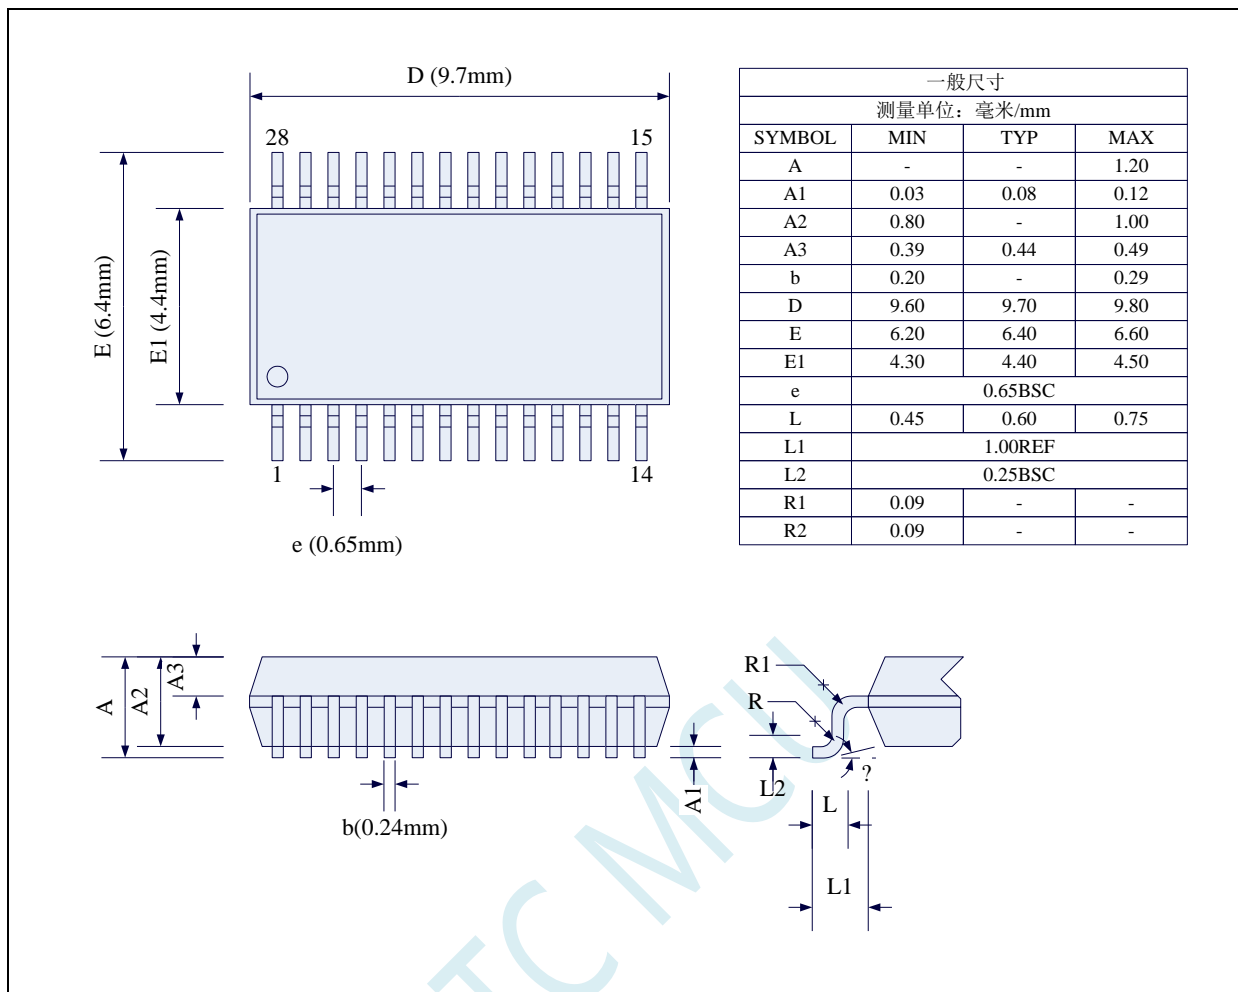 D (9.7mm)
28
15
E (6.4mm)
E1 (4.4mm)
1
14
e (0.65mm)
一般尺寸
测量单位：毫米/mm
SYMBOL MIN TYP MAX
A - - 1.20
A1 0.03 0.08 0.12
A2 0.80 - 1.00
A3 0.39 0.44 0.49
b 0.20 - 0.29
D 9.60 9.70 9.80
E 6.20 6.40 6.60
E1 4.30 4.40 4.50
e 0.65BSC
L 0.45 0.60 0.75
L1 1.00REF
L2 0.25BSC
R1 0.09 - -
R2 0.09 - -
A
A2
A3
b(0.24mm)
A1
R1
R
L2
?
L
L1
TC MCU